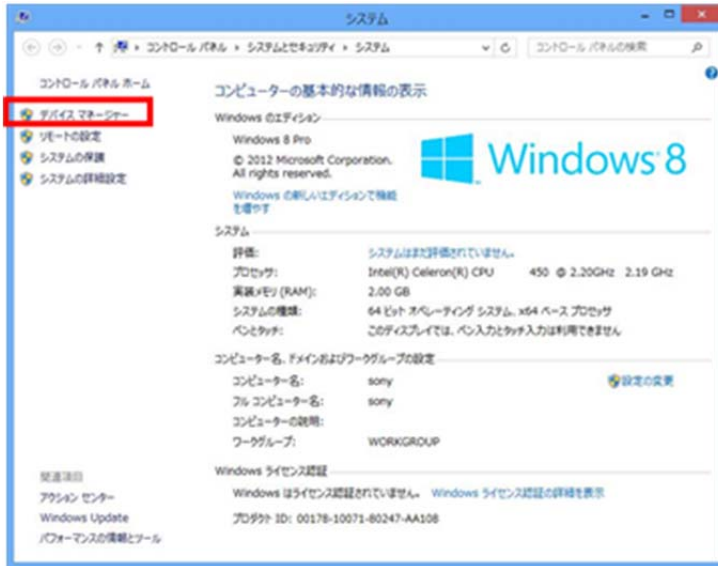 システム
コントロール パネル ▸ システムとセキュリティ ▸ システム
コントロール パネルの検索
コントロール パネル ホーム
デバイス マネージャー
リモートの設定
システムの保護
システムの詳細設定
コンピューターの基本的な情報の表示
Windows のエディション
Windows 8 Pro
© 2012 Microsoft Corporation.
All rights reserved.
Windows の新しいエディションで機能
を増やす
Windows 8
システム
評価: システムはまだ評価されていません。
プロセッサ: Intel(R) Celeron(R) CPU 450 @ 2.20GHz 2.19 GHz
実装メモリ (RAM): 2.00 GB
システムの種類: 64 ビット オペレーティング システム、x64 ベース プロセッサ
ペンとタッチ: このディスプレイでは、ペン入力とタッチ入力は利用できません
コンピューター名、ドメインおよびワークグループの設定
コンピューター名: sony
設定の変更
フル コンピューター名: sony
コンピューターの説明:
ワークグループ: WORKGROUP
Windows ライセンス認証
Windows はライセンス認証されていません。 Windows ライセンス認証の詳細を表示
プロダクト ID: 00178-10071-80247-AA108
関連項目
アクション センター
Windows Update
パフォーマンスの情報とツール